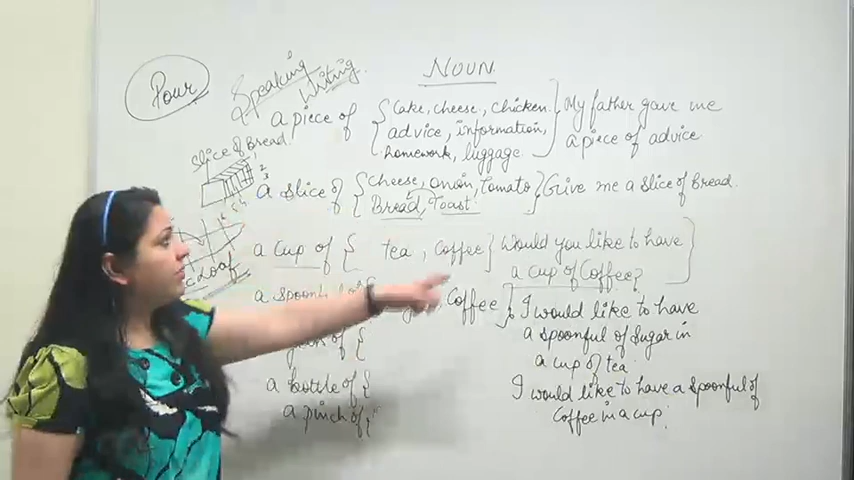 NOUN
Pour
Speaking
Writing.
a piece of { Cake, cheese, chicken. } My father gave me
advice, information, a piece of advice
homework, luggage.
Slice of Bread.
a slice of { Cheese, onion, Tomato } Give me a slice of Bread.
Bread, Toast
a cup of { tea, Coffee } Would you like to have
a cup of Coffee?
Loaf
a spoonful of Coffee } I would like to have
a spoonful of Sugar in
of {
a cup of tea
a bottle of { I would like to have a spoonful of
a pinch of { Coffee in a cup.